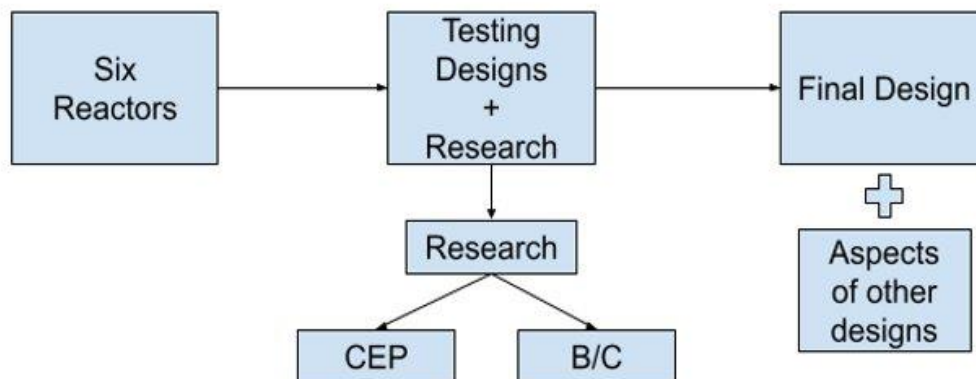 Six
Reactors
Testing
Designs
+
Research
Final Design
Research
Aspects
of other
designs
CEP
B/C